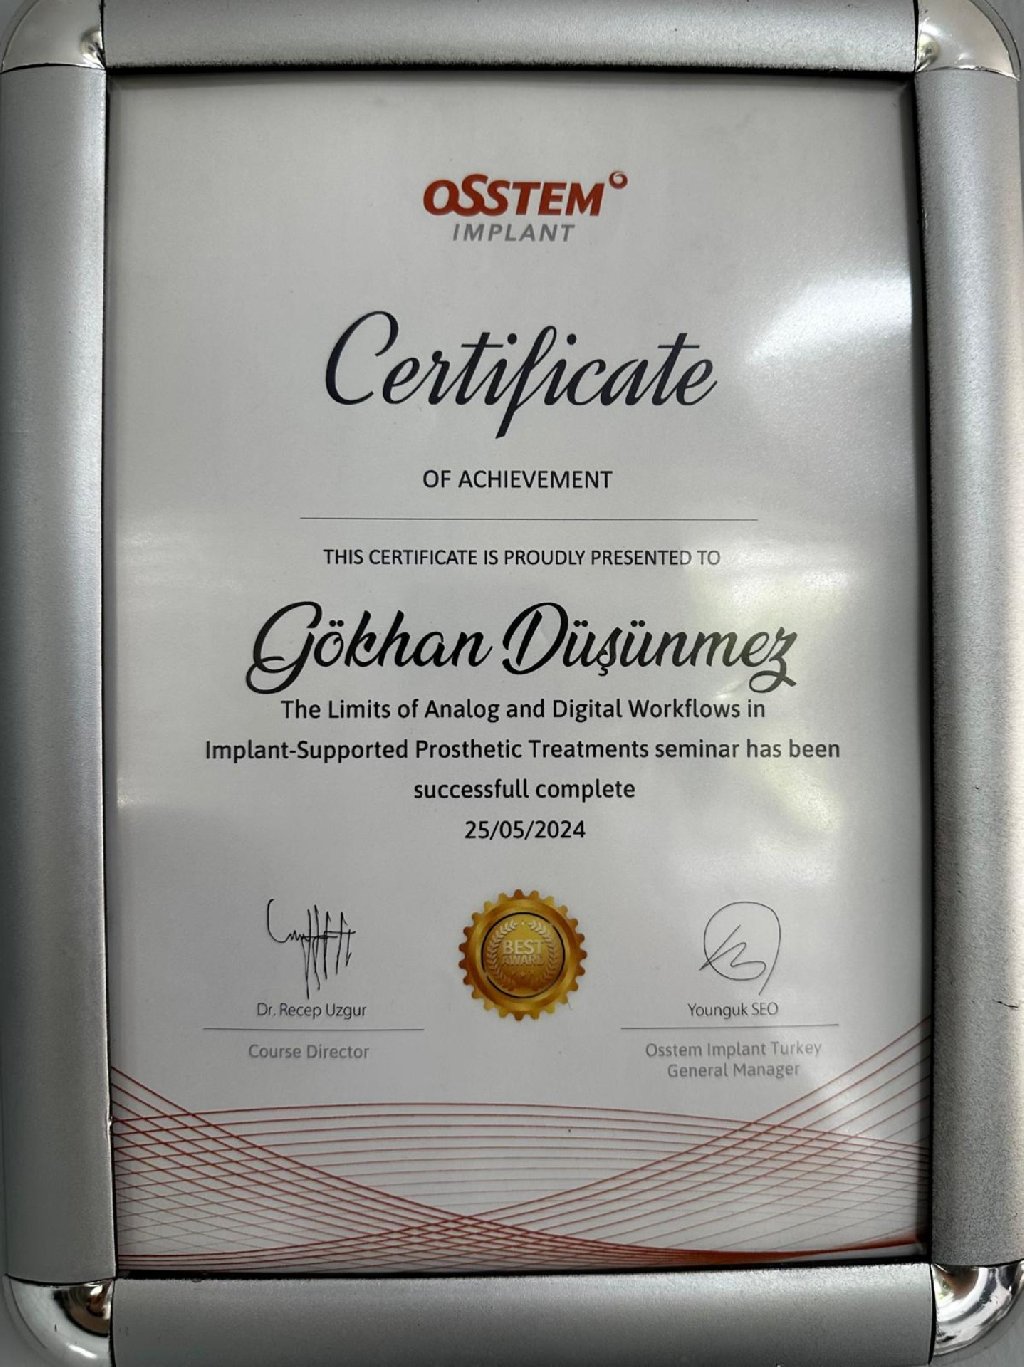 OSSTEM
IMPLANT
Certificate
OF ACHIEVEMENT
THIS CERTIFICATE IS PROUDLY PRESENTED TO
Gökhan Düşünmez
The Limits of Analog and Digital Workflows in
Implant-Supported Prosthetic Treatments seminar has been
successfull complete
25/05/2024
BEST
AWARD
Dr. Recep Uzgur
Course Director
Younguk SEO
Osstem Implant Turkey
General Manager